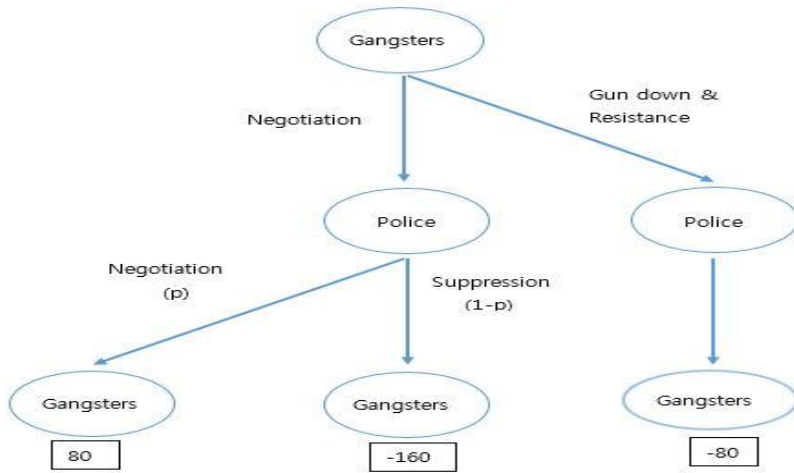 Gangsters
Negotiation
Gun down &
Resistance
Police
Police
Negotiation
(p)
Suppression
(1-p)
Gangsters
Gangsters
Gangsters
80
-160
-80